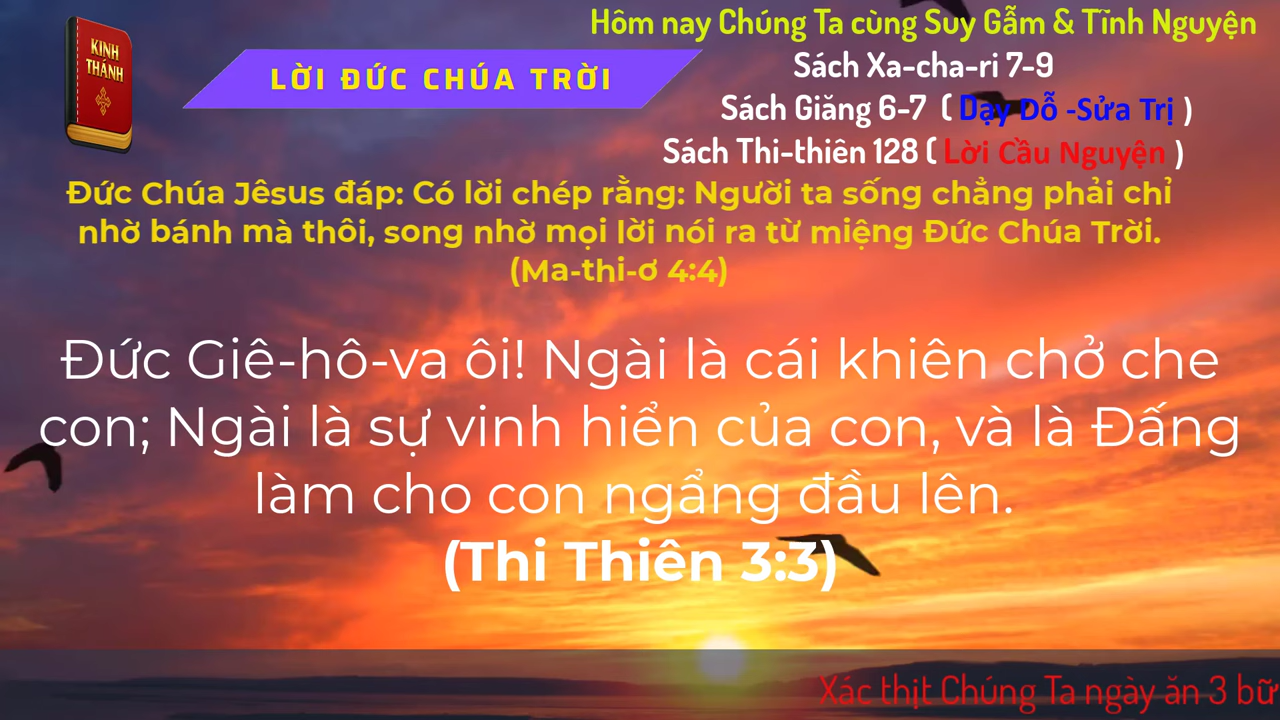 KINH
THÁNH
LỜI ĐỨC CHÚA TRỜI
Hôm nay Chúng Ta cùng Suy Gẫm & Tĩnh Nguyện
Sách Xa-cha-ri 7-9
Sách Giăng 6-7 ( Dạy Dỗ -Sửa Trị )
Sách Thi-thiên 128 ( Lời Cầu Nguyện )
Đức Chúa Jêsus đáp: Có lời chép rằng: Người ta sống chẳng phải chỉ
nhờ bánh mà thôi, song nhờ mọi lời nói ra từ miệng Đức Chúa Trời.
(Ma-thi-ơ 4:4)
Đức Giê-hô-va ôi! Ngài là cái khiên chở che
con; Ngài là sự vinh hiển của con, và là Đấng
làm cho con ngẩng đầu lên.
(Thi Thiên 3:3)
Xác thịt Chúng Ta ngày ăn 3 bữ